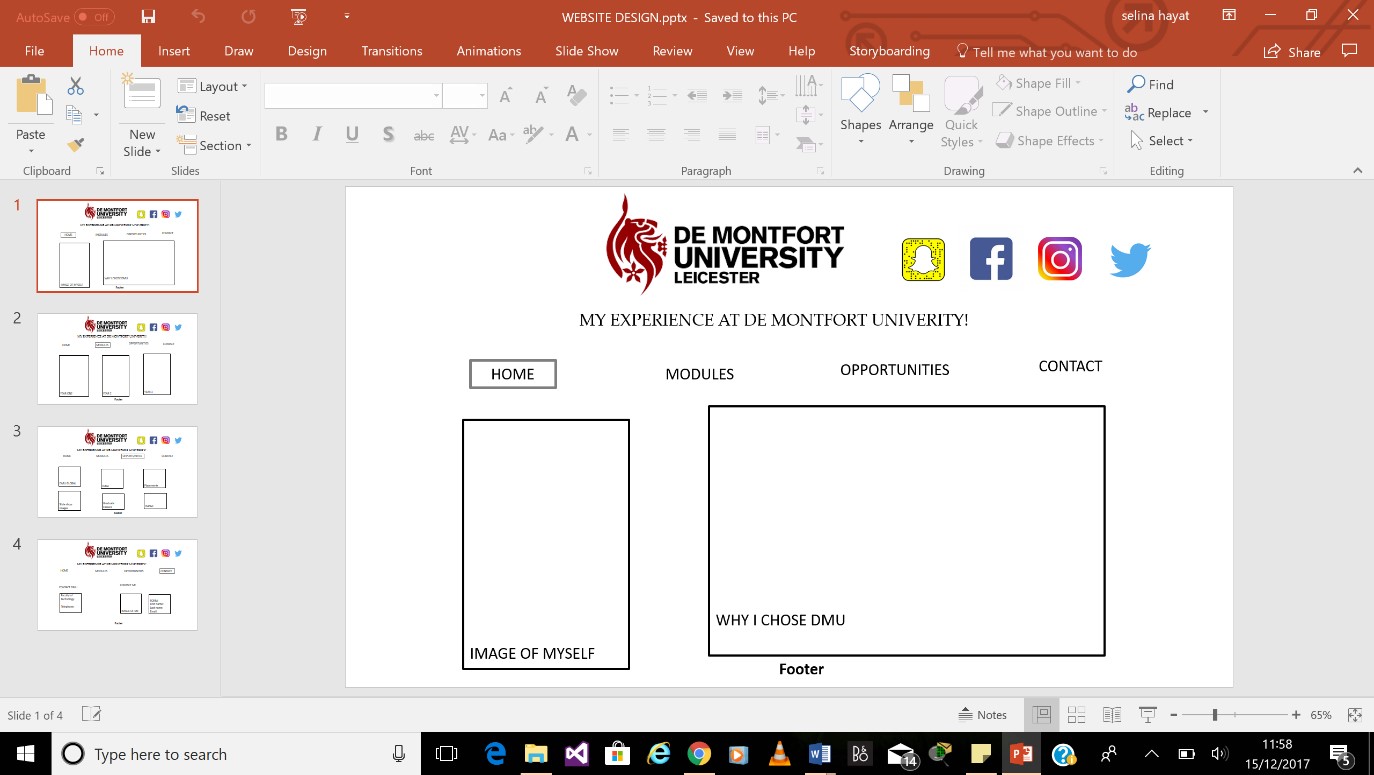 AutoSave Off
WEBSITE DESIGN.pptx - Saved to this PC
selina hayat
File Home Insert Draw Design Transitions Animations Slide Show Review View Help Storyboarding Tell me what you want to do Share
Paste
Clipboard
New
Slide
Layout
Reset
Section
Slides
B I U S abc AV Aa A
Font
Paragraph
Shapes
Arrange
Quick
Styles
Shape Fill
Shape Outline
Shape Effects
Drawing
Find
Replace
Select
Editing
1
2
3
4
DE MONTFORT
UNIVERSITY
LEICESTER
MY EXPERIENCE AT DE MONTFORT UNIVERITY!
HOME MODULES OPPORTUNITIES CONTACT
IMAGE OF MYSELF
WHY I CHOSE DMU
Footer
Slide 1 of 4
Notes
65%
Type here to search
14
11:58
15/12/2017
5